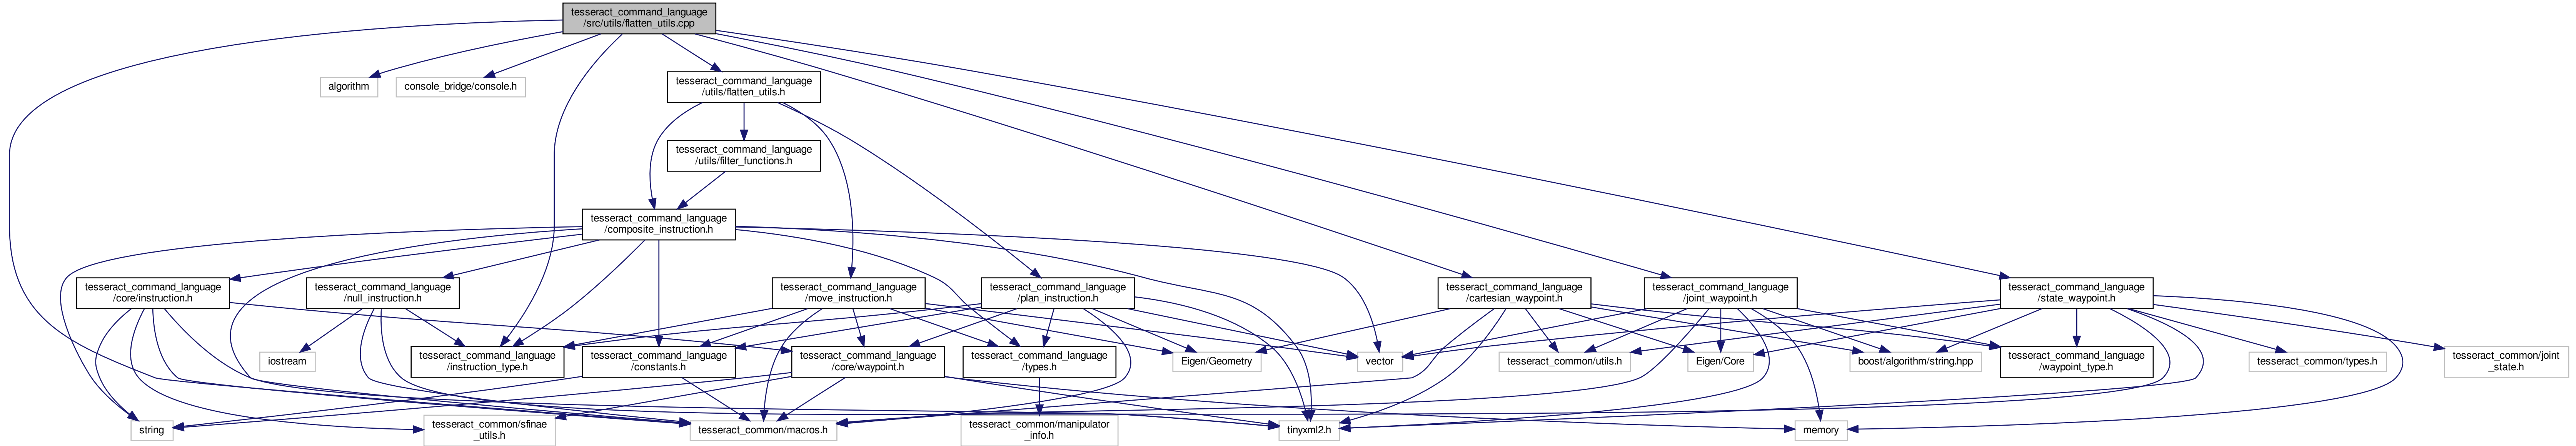 tesseract_command_language
/src/utils/flatten_utils.cpp
algorithm
console_bridge/console.h
tesseract_command_language
/utils/flatten_utils.h
tesseract_command_language
/utils/filter_functions.h
tesseract_command_language
/composite_instruction.h
tesseract_command_language
/core/instruction.h
tesseract_command_language
/null_instruction.h
tesseract_command_language
/move_instruction.h
tesseract_command_language
/plan_instruction.h
tesseract_command_language
/cartesian_waypoint.h
tesseract_command_language
/joint_waypoint.h
tesseract_command_language
/state_waypoint.h
iostream
tesseract_command_language
/instruction_type.h
tesseract_command_language
/constants.h
tesseract_command_language
/core/waypoint.h
tesseract_command_language
/types.h
Eigen/Geometry
vector
tesseract_common/utils.h
Eigen/Core
boost/algorithm/string.hpp
tesseract_command_language
/waypoint_type.h
tesseract_common/types.h
tesseract_common/joint
_state.h
string
tesseract_common/sfinae
_utils.h
tesseract_common/macros.h
tesseract_common/manipulator
_info.h
tinyxml2.h
memory